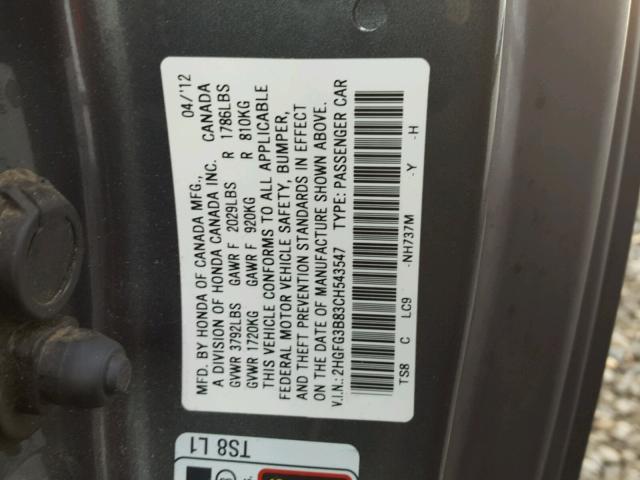 MFD. BY HONDA OF CANADA MFG., 04/'12
A DIVISION OF HONDA CANADA INC. CANADA
GVWR 3792LBS GAWR F 2029LBS R 1786LBS
GVWR 1720KG GAWR F 920KG R 810KG
THIS VEHICLE CONFORMS TO ALL APPLICABLE
FEDERAL MOTOR VEHICLE SAFETY, BUMPER,
AND THEFT PREVENTION STANDARDS IN EFFECT
ON THE DATE OF MANUFACTURE SHOWN ABOVE.
V.I.N.: 2HGFG3B83CH543547 TYPE: PASSENGER CAR
TS8 C LC9 -NH737M -Y -H
TS8 L1